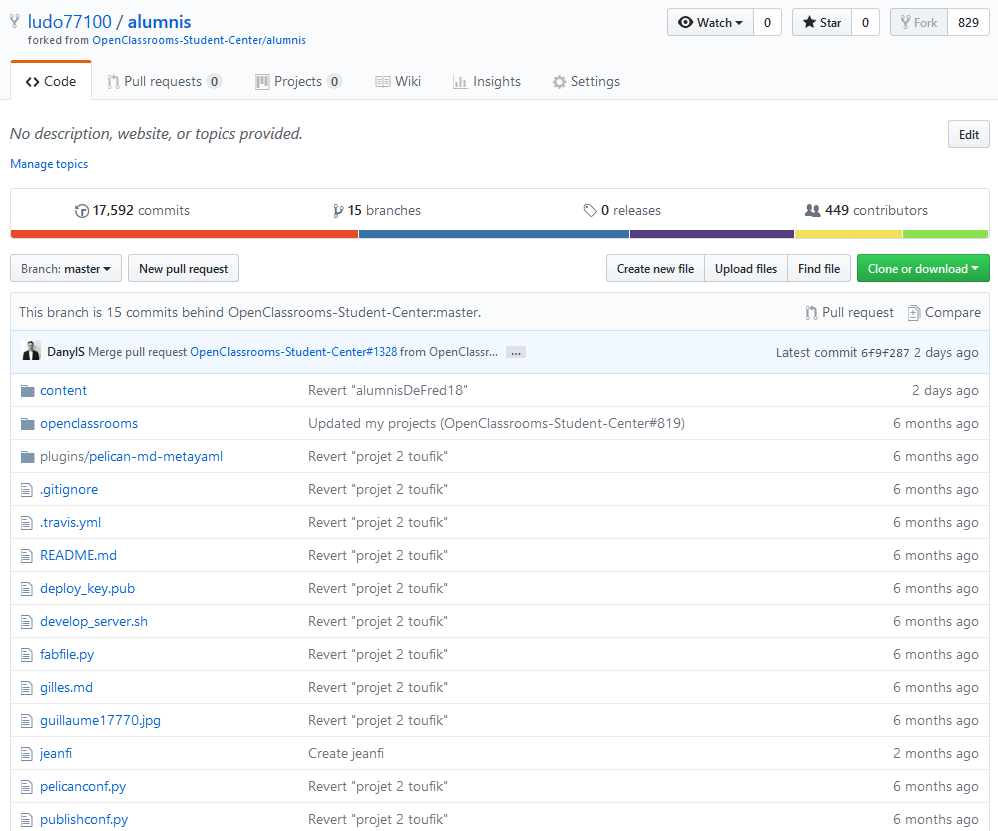 ludo77100 / alumnis
Watch 0 Star 0 Fork 829
forked from OpenClassrooms-Student-Center/alumnis
Code Pull requests 0 Projects 0 Wiki Insights Settings
No description, website, or topics provided. Edit
Manage topics
17,592 commits 15 branches 0 releases 449 contributors
Branch: master New pull request Create new file Upload files Find file Clone or download
This branch is 15 commits behind OpenClassrooms-Student-Center:master. Pull request Compare
DanylS Merge pull request OpenClassrooms-Student-Center#1328 from OpenClassr... ... Latest commit 6f9f287 2 days ago
content Revert "alumnisDeFred18" 2 days ago
openclassrooms Updated my projects (OpenClassrooms-Student-Center#819) 6 months ago
plugins/pelican-md-metayaml Revert "projet 2 toufik" 6 months ago
.gitignore Revert "projet 2 toufik" 6 months ago
.travis.yml Revert "projet 2 toufik" 6 months ago
README.md Revert "projet 2 toufik" 6 months ago
deploy_key.pub Revert "projet 2 toufik" 6 months ago
develop_server.sh Revert "projet 2 toufik" 6 months ago
fabfile.py Revert "projet 2 toufik" 6 months ago
gilles.md Revert "projet 2 toufik" 6 months ago
guillaume17770.jpg Revert "projet 2 toufik" 6 months ago
jeanfi Create jeanfi 2 months ago
pelicanconf.py Revert "projet 2 toufik" 6 months ago
publishconf.py Revert "projet 2 toufik" 6 months ago